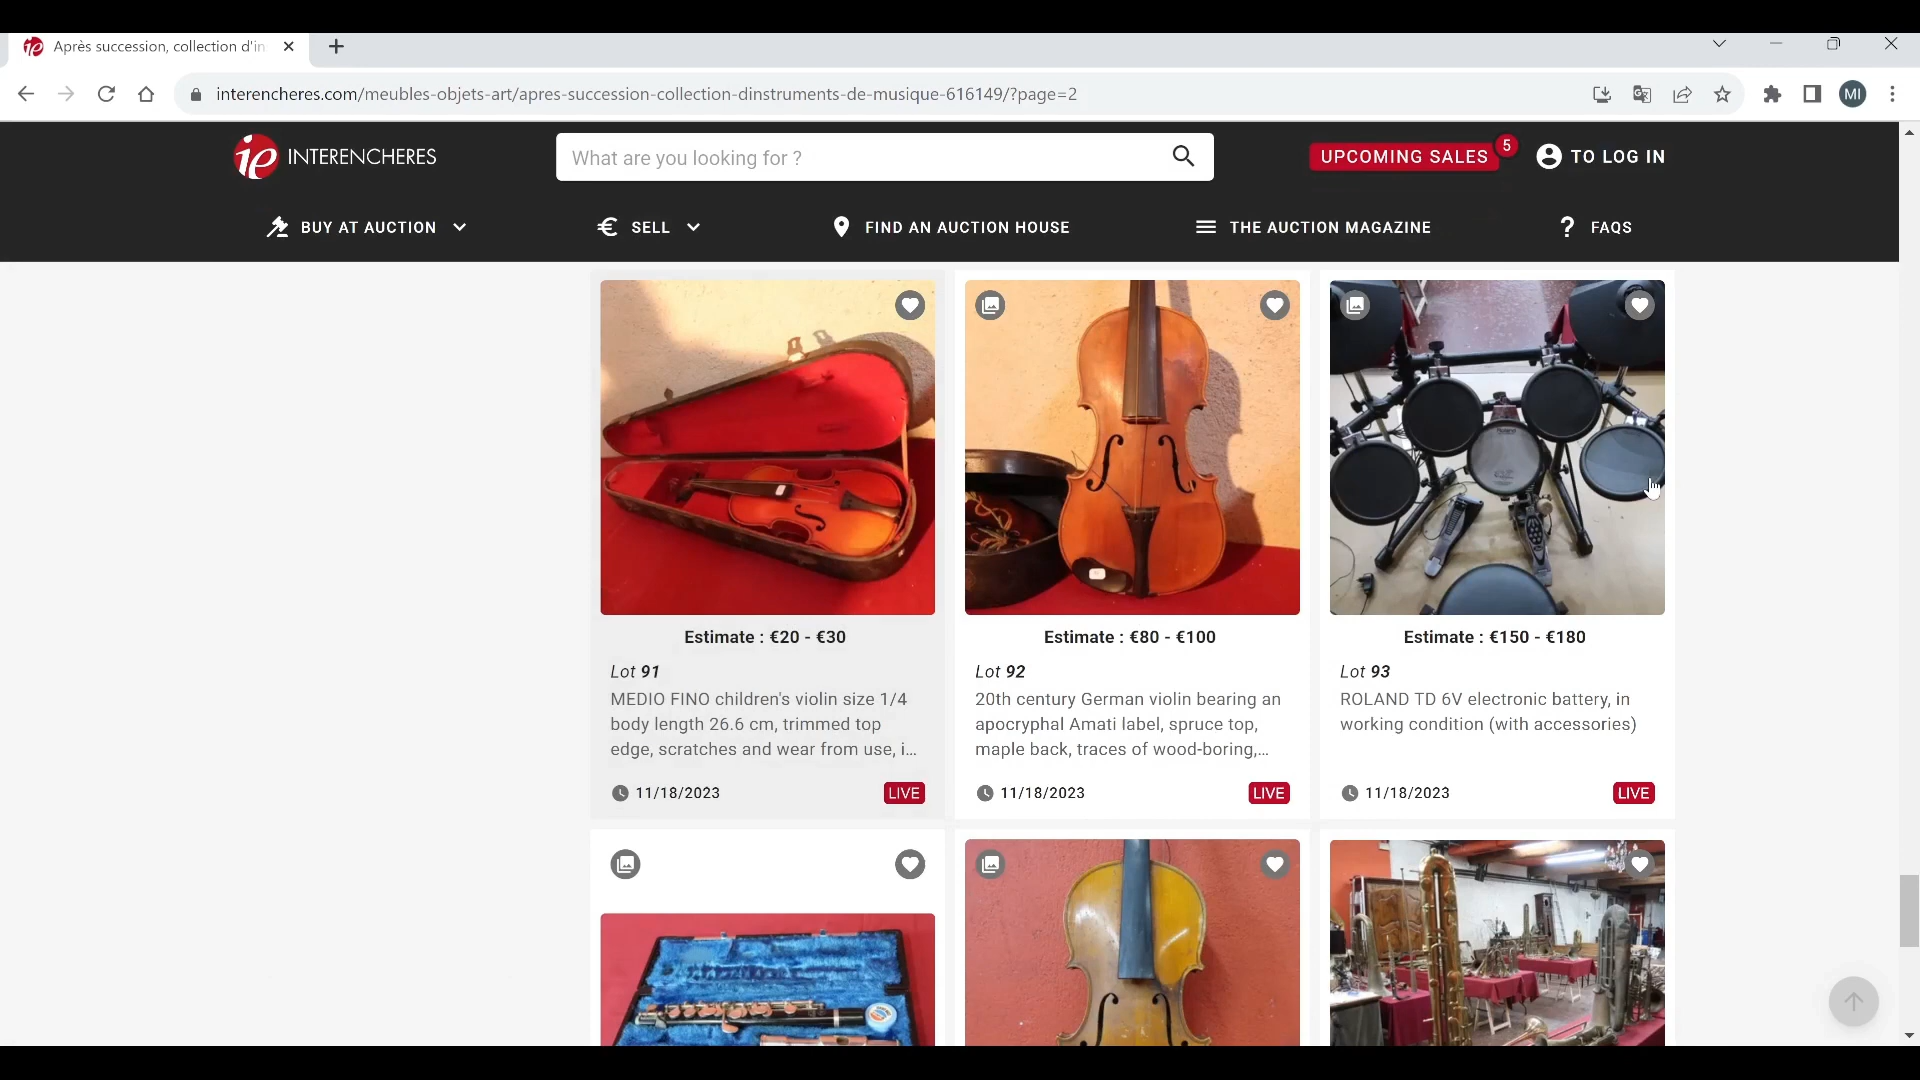 Après succession, collection d'in
interencheres.com/meubles-objets-art/apres-succession-collection-dinstruments-de-musique-616149/?page=2
MI
ie INTERENCHERES
What are you looking for ?
UPCOMING SALES 5
TO LOG IN
BUY AT AUCTION
€ SELL
FIND AN AUCTION HOUSE
THE AUCTION MAGAZINE
? FAQS
Estimate : €20 - €30
Lot 91
MEDIO FINO children's violin size 1/4
body length 26.6 cm, trimmed top
edge, scratches and wear from use, i...
11/18/2023 LIVE
Estimate : €80 - €100
Lot 92
20th century German violin bearing an
apocryphal Amati label, spruce top,
maple back, traces of wood-boring,...
11/18/2023 LIVE
Estimate : €150 - €180
Lot 93
ROLAND TD 6V electronic battery, in
working condition (with accessories)
11/18/2023 LIVE